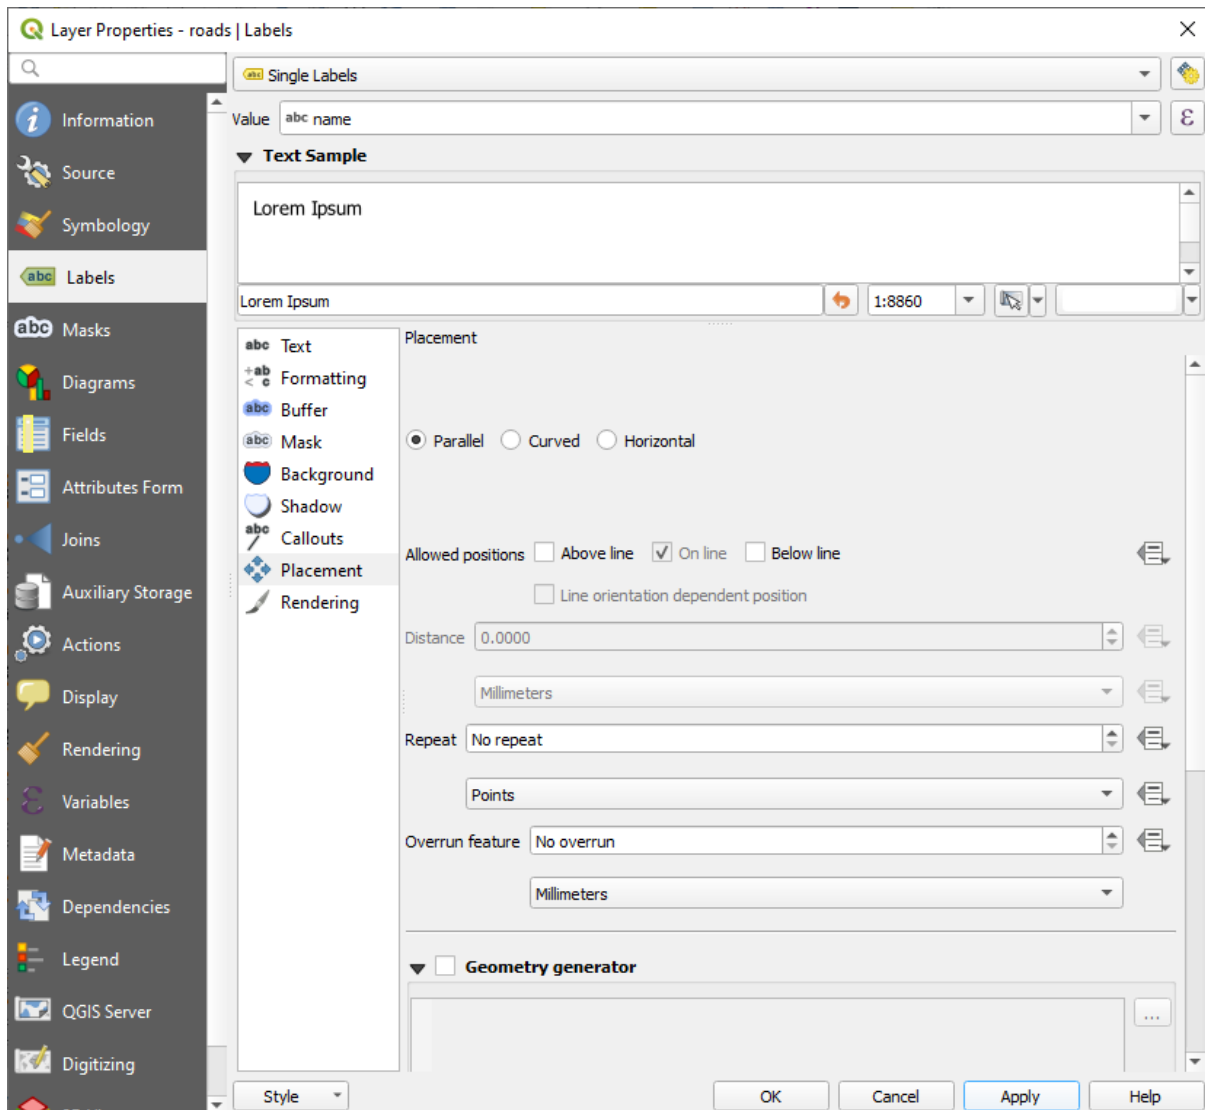 Layer Properties - roads | Labels
Single Labels
Value abc name ε
Text Sample
Lorem Ipsum
Lorem Ipsum 1:8860
Information
Source
Symbology
abc Labels
abc Masks
Diagrams
Fields
Attributes Form
Joins
Auxiliary Storage
Actions
Display
Rendering
ε Variables
Metadata
Dependencies
Legend
QGIS Server
Digitizing
abc Text
+ab < c Formatting
abc Buffer
abc Mask
Background
Shadow
abc Callouts
Placement
Rendering
Placement
Parallel Curved Horizontal
Allowed positions Above line On line Below line
Line orientation dependent position
Distance 0.0000
Millimeters
Repeat No repeat
Points
Overrun feature No overrun
Millimeters
Geometry generator
...
Style OK Cancel Apply Help